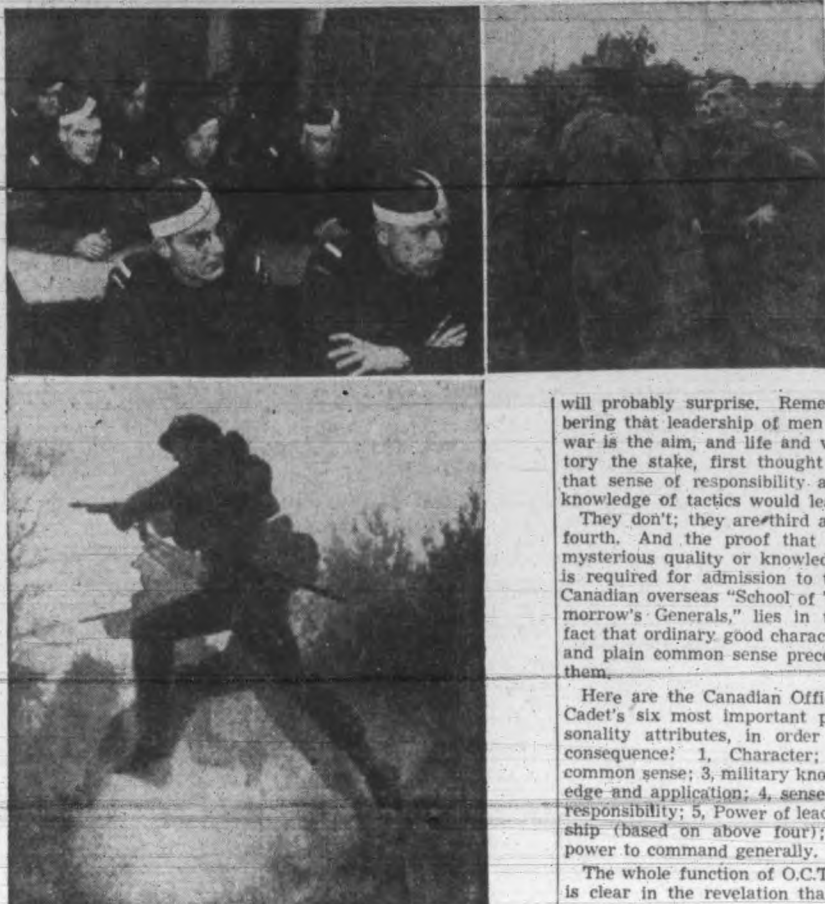 will probably surprise. Remem
bering that leadership of men
war is the aim, and life and v
tory the stake, first thought
that sense of responsibility a
knowledge of tactics would le
They don't; they are third a
fourth. And the proof that
mysterious quality or knowled
is required for admission to t
Canadian overseas "School of T
morrow's Generals," lies in t
fact that ordinary good charac
and plain common sense prece
them.
Here are the Canadian Offi
Cadet's six most important p
sonality attributes, in order
consequence: 1, Character;
common sense; 3, military kno
edge and application; 4, sense
responsibility; 5, Power of lead
ship (based on above four);
power to command generally.
The whole function of O.C.T
is clear in the revelation tha